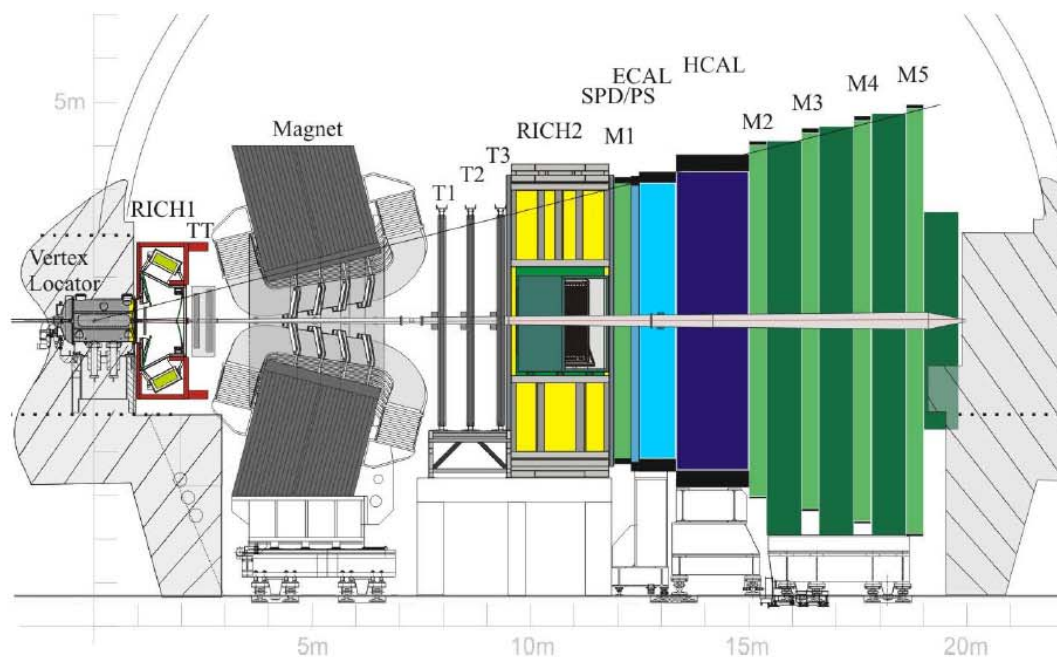 5m
Magnet
RICH1
TT
Vertex
Locator
T1
T2
T3
RICH2
M1
SPD/PS
ECAL
HCAL
M2
M3
M4
M5
5m
10m
15m
20m